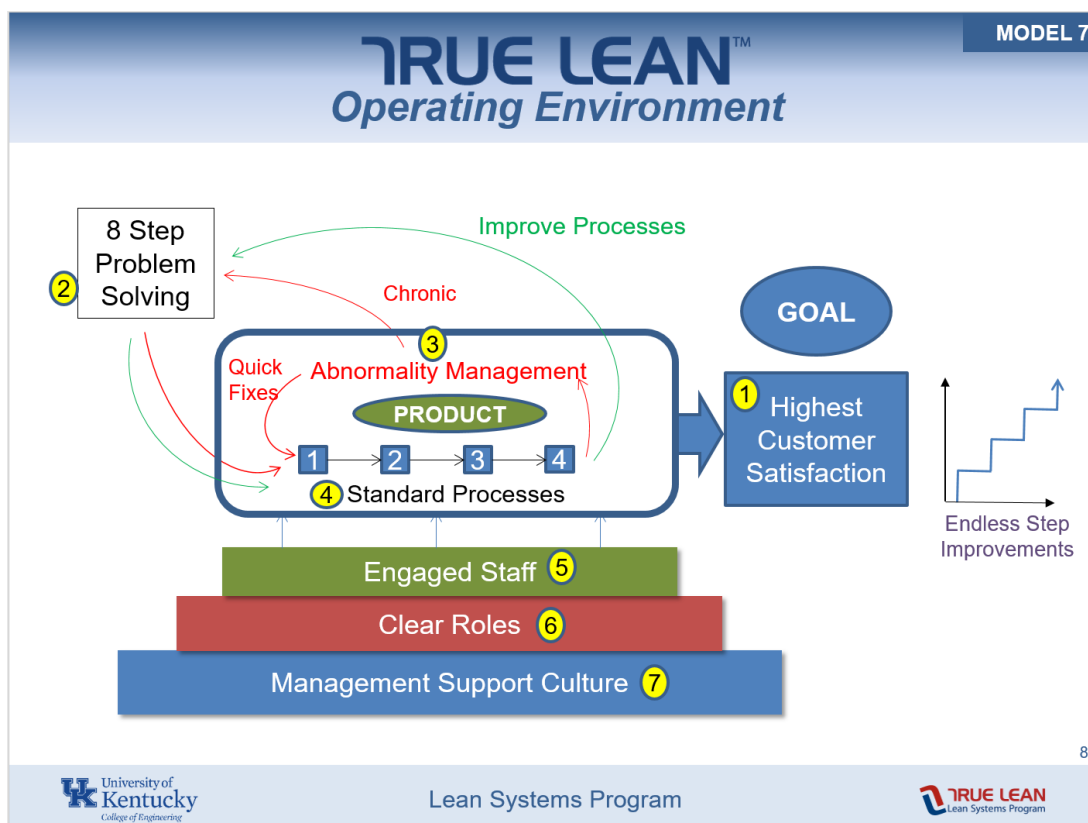 MODEL 7
TRUE LEAN™
Operating Environment
8 Step
Problem
Solving
2
Improve Processes
Chronic
3
Quick
Fixes
Abnormality Management
PRODUCT
1
2
3
4
4 Standard Processes
GOAL
1
Highest
Customer
Satisfaction
Endless Step
Improvements
Engaged Staff 5
Clear Roles 6
Management Support Culture 7
8
UK University of
Kentucky
College of Engineering
Lean Systems Program
TRUE LEAN
Lean Systems Program